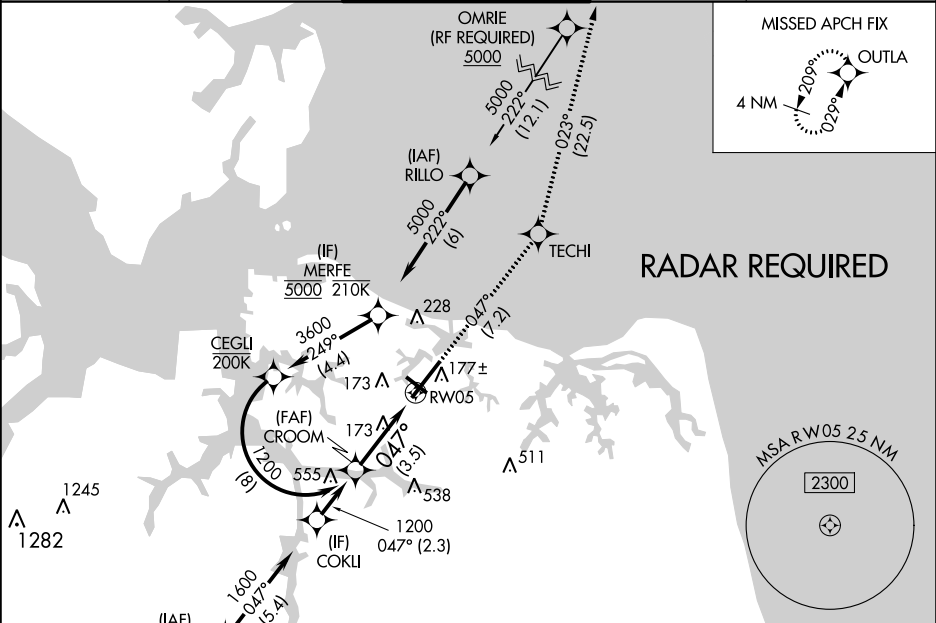 OMRIE
(RF REQUIRED)
5000
MISSED APCH FIX
OUTLA
209°
029°
4 NM
5000
222°
(12.1)
023°
(22.5)
(IAF)
RILLO
5000
222°
(6)
TECHI
RADAR REQUIRED
(IF)
MERFE
5000 210K
228
047°
(7.2)
3600
249°
(4.4)
CEGLI
200K
177±
173
RW05
(FAF)
CROOM
173
047°
(3.5)
1200
(8)
555
538
511
MSA RW05 25 NM
2300
1245
1282
1200
047° (2.3)
(IF)
COKLI
1600
047°
(5.4)
(IAF)